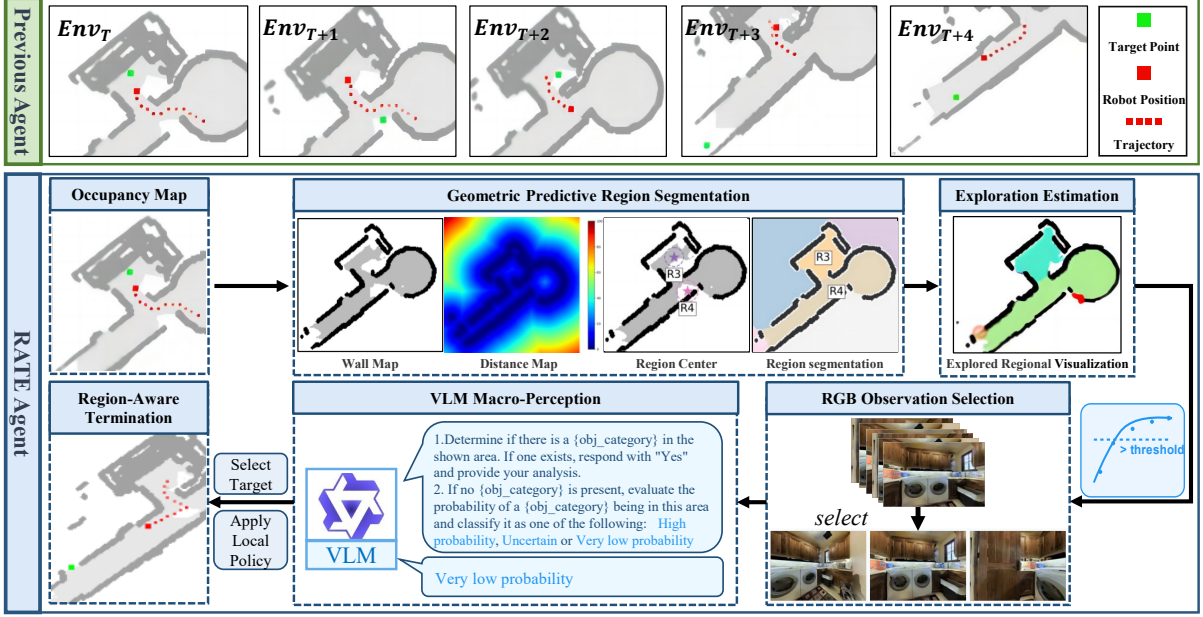 Previous Agent
Env_T
Env_{T+1}
Env_{T+2}
Env_{T+3}
Env_{T+4}
Target Point
Robot Position
Trajectory
RATE Agent
Occupancy Map
Geometric Predictive Region Segmentation
R3
R4
R3
R4
Wall Map
Distance Map
Region Center
Region segmentation
Exploration Estimation
Explored Regional Visualization
> threshold
RGB Observation Selection
select
VLM Macro-Perception
1.Determine if there is a {obj_category} in the
shown area. If one exists, respond with "Yes"
and provide your analysis.
2. If no {obj_category} is present, evaluate the
probability of a {obj_category} being in this area
and classify it as one of the following: High
probability, Uncertain or Very low probability
VLM
Very low probability
Select
Target
Apply
Local
Policy
Region-Aware
Termination